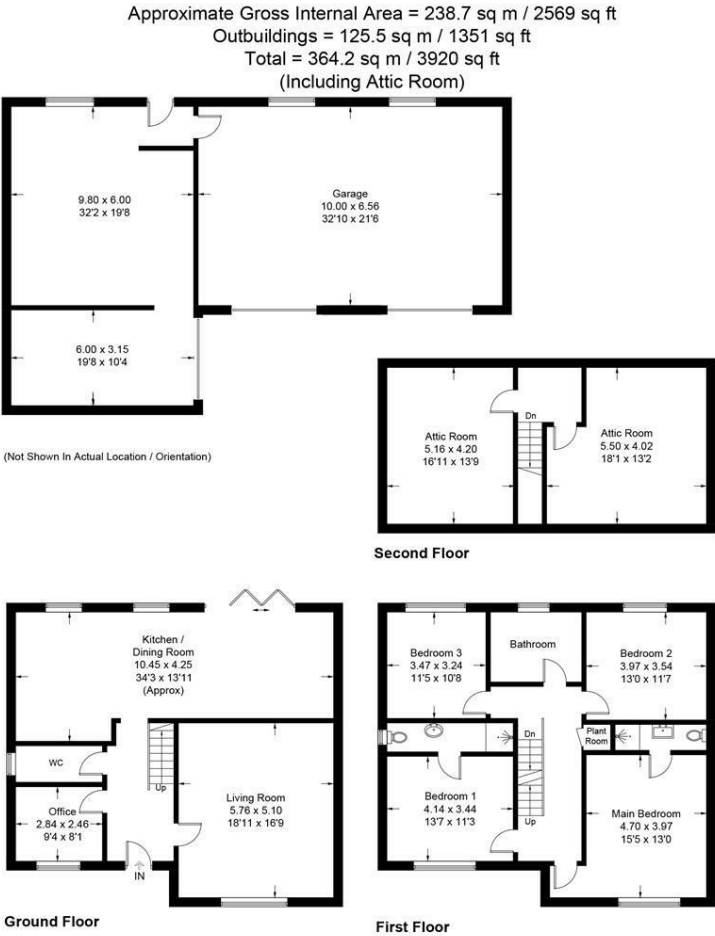 Approximate Gross Internal Area = 238.7 sq m / 2569 sq ft
Outbuildings = 125.5 sq m / 1351 sq ft
Total = 364.2 sq m / 3920 sq ft
(Including Attic Room)
9.80 x 6.00
32'2 x 19'8
Garage
10.00 x 6.56
32'10 x 21'6
6.00 x 3.15
19'8 x 10'4
(Not Shown In Actual Location / Orientation)
Attic Room
5.16 x 4.20
16'11 x 13'9
Dn
Attic Room
5.50 x 4.02
18'1 x 13'2
Second Floor
Kitchen /
Dining Room
10.45 x 4.25
34'3 x 13'11
(Approx)
WC
Office
2.84 x 2.46
9'4 x 8'1
Up
Living Room
5.76 x 5.10
18'11 x 16'9
IN
Ground Floor
Bedroom 3
3.47 x 3.24
11'5 x 10'8
Bathroom
Bedroom 2
3.97 x 3.54
13'0 x 11'7
Dn
Plant
Room
Bedroom 1
4.14 x 3.44
13'7 x 11'3
Up
Main Bedroom
4.70 x 3.97
15'5 x 13'0
First Floor